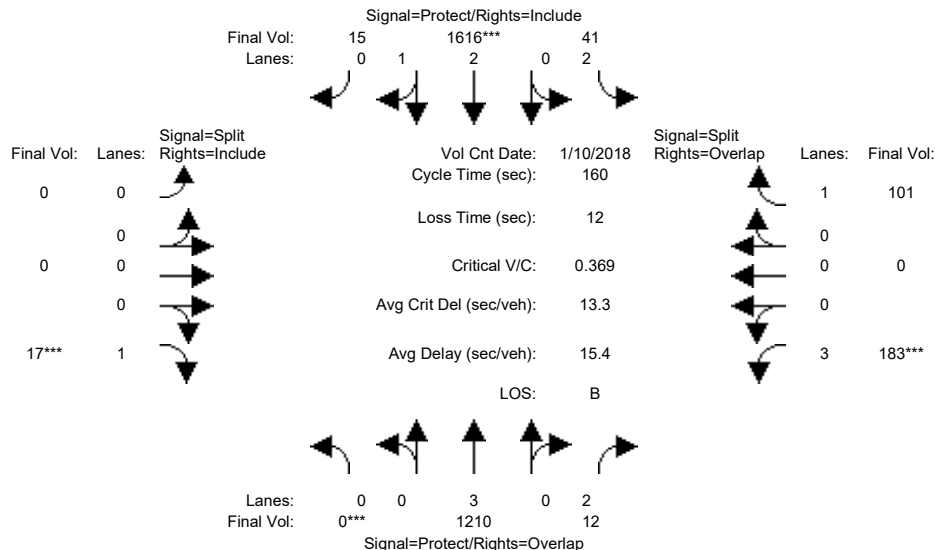 Signal=Protect/Rights=Include
Final Vol: 15 1616*** 41
Lanes: 0 1 2 0 2
Signal=Split Signal=Split
Final Vol: Lanes: Rights=Include Vol Cnt Date: 1/10/2018 Rights=Overlap Lanes: Final Vol:
Cycle Time (sec): 160
0 0 1 101
Loss Time (sec): 12
0 0
0 0 Critical V/C: 0.369 0 0
0 Avg Crit Del (sec/veh): 13.3 0
17*** 1 Avg Delay (sec/veh): 15.4 3 183***
LOS: B
Lanes: 0 0 3 0 2
Final Vol: 0*** 1210 12
Signal=Protect/Rights=Overlap